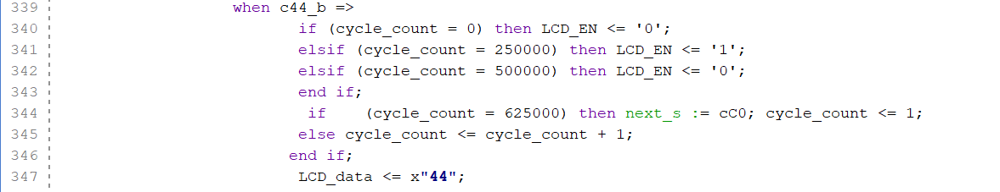 339 when c44_b =>
340 if (cycle_count = 0) then LCD_EN <= '0';
341 elsif (cycle_count = 250000) then LCD_EN <= '1';
342 elsif (cycle_count = 500000) then LCD_EN <= '0';
343 end if;
344 if (cycle_count = 625000) then next_s := cC0; cycle_count <= 1;
345 else cycle_count <= cycle_count + 1;
346 end if;
347 LCD_data <= x"44";